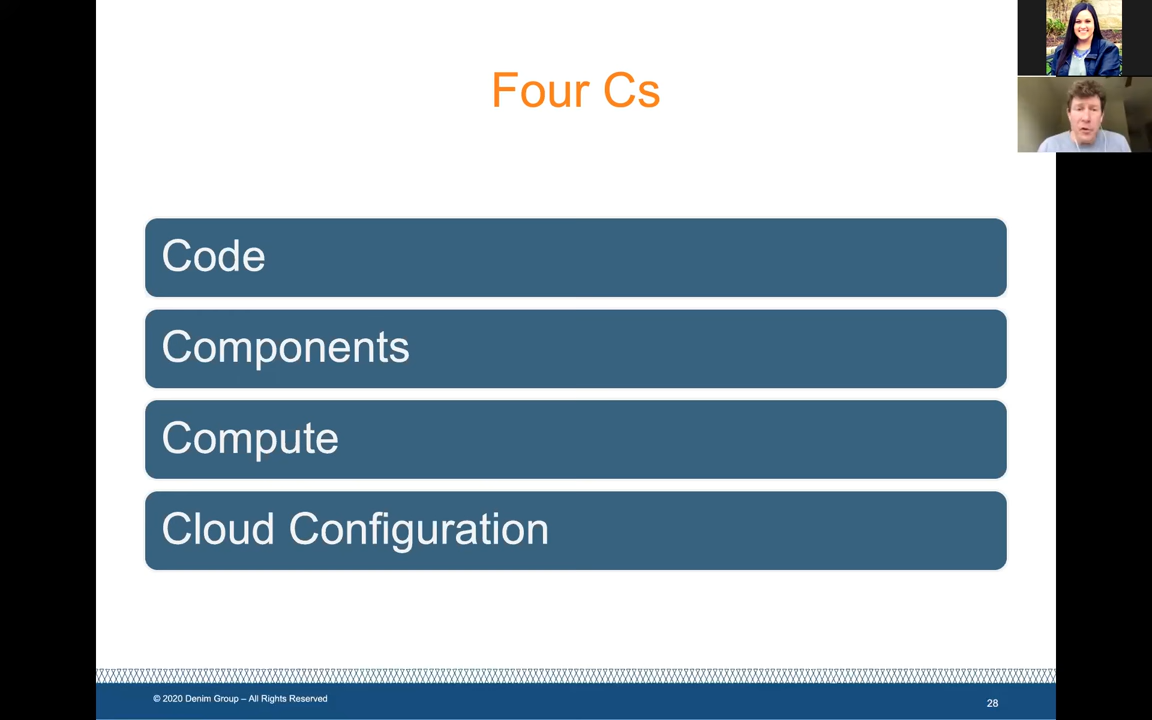 Four Cs
Code
Components
Compute
Cloud Configuration
© 2020 Denim Group – All Rights Reserved
28